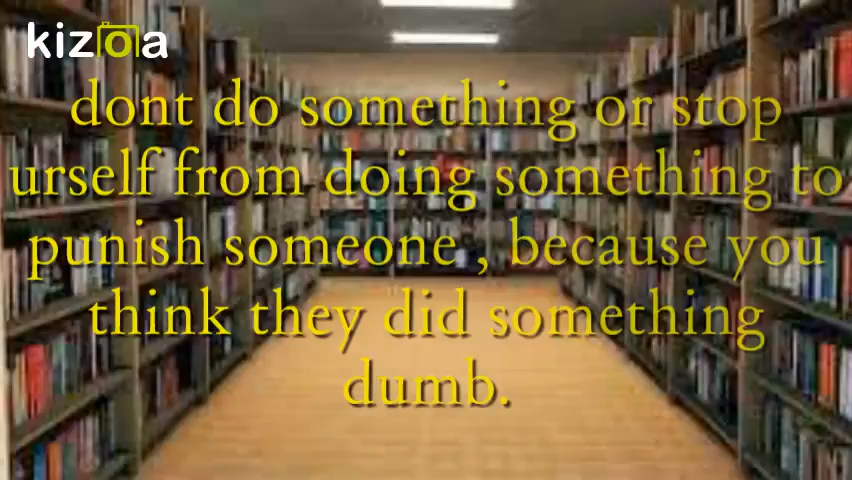 kizoa
dont do something or stop
urself from doing something to
punish someone , because you
think they did something
dumb.